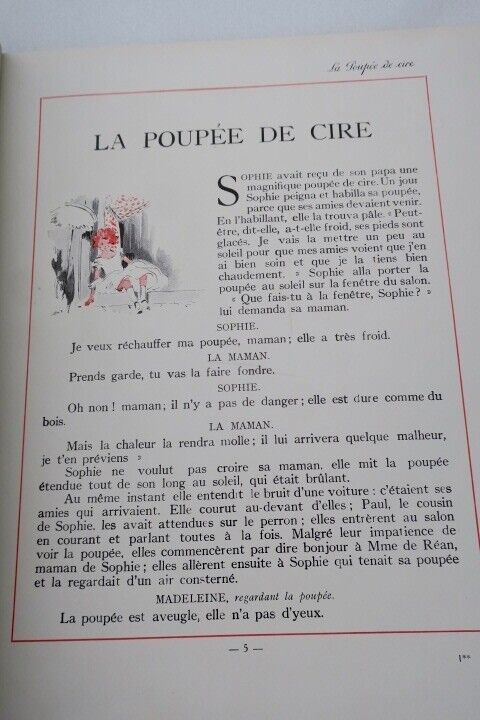 La Poupée de cire
LA POUPÉE DE CIRE
SOPHIE avait reçu de son papa une
magnifique poupée de cire. Un jour
Sophie peigna et habilla sa poupée,
parce que ses amies devaient venir.
En l'habillant, elle la trouva pâle. « Peut-
être, dit-elle, a-t-elle froid, ses pieds sont
glacés. Je vais la mettre un peu au
soleil pour que mes amies voient que j'en
ai bien soin et que je la tiens bien
chaudement. » Sophie alla porter la
poupée au soleil sur la fenêtre du salon.
« Que fais-tu à la fenêtre, Sophie? »
lui demanda sa maman.
SOPHIE.
Je veux réchauffer ma poupée, maman; elle a très froid.
LA MAMAN.
Prends garde, tu vas la faire fondre.
SOPHIE.
Oh non! maman; il n'y a pas de danger; elle est dure comme du
bois.
LA MAMAN.
Mais la chaleur la rendra molle; il lui arrivera quelque malheur,
je t'en préviens »
Sophie ne voulut pas croire sa maman, elle mit la poupée
étendue tout de son long au soleil, qui était brûlant.
Au même instant elle entendit le bruit d'une voiture : c'étaient ses
amies qui arrivaient. Elle courut au-devant d'elles; Paul, le cousin
de Sophie, les avait attendues sur le perron; elles entrèrent au salon
en courant et parlant toutes à la fois. Malgré leur impatience de
voir la poupée, elles commencèrent par dire bonjour à Mme de Réan,
maman de Sophie; elles allèrent ensuite à Sophie qui tenait sa poupée
et la regardait d'un air consterné.
MADELEINE, regardant la poupée.
La poupée est aveugle, elle n'a pas d'yeux.
— 5 —
1**